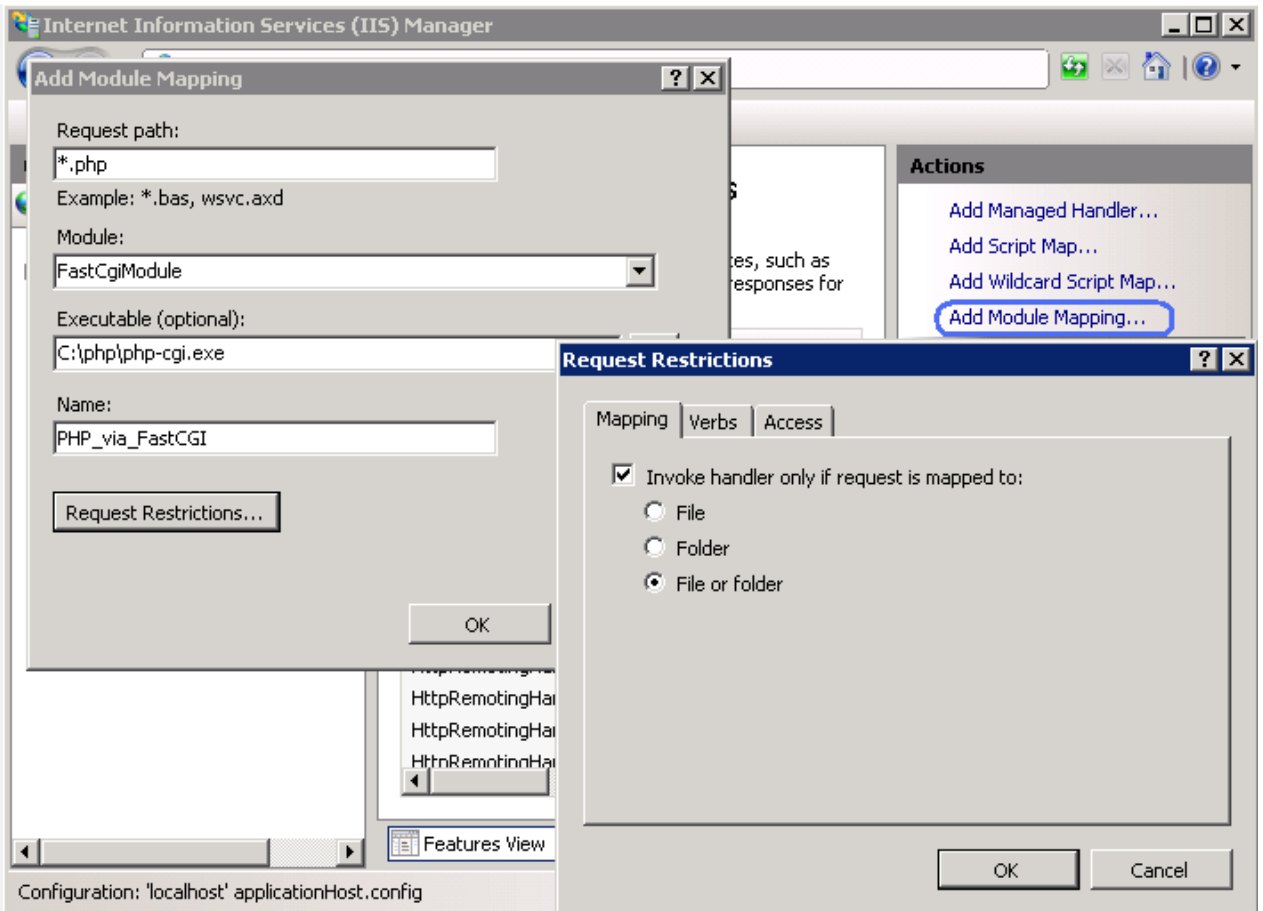 Internet Information Services (IIS) Manager
Add Module Mapping
Request path:
*.php
Example: *.bas, wsvc.axd
Module:
FastCgiModule
Executable (optional):
C:\php\php-cgi.exe
Name:
PHP_via_FastCGI
Request Restrictions...
OK
tes, such as
responses for
Actions
Add Managed Handler...
Add Script Map...
Add Wildcard Script Map...
Add Module Mapping...
Request Restrictions
Mapping
Verbs
Access
Invoke handler only if request is mapped to:
File
Folder
File or folder
OK
Cancel
HttpRemotingHa
HttpRemotingHa
HttpRemotingHa
Features View
Configuration: 'localhost' applicationHost.config